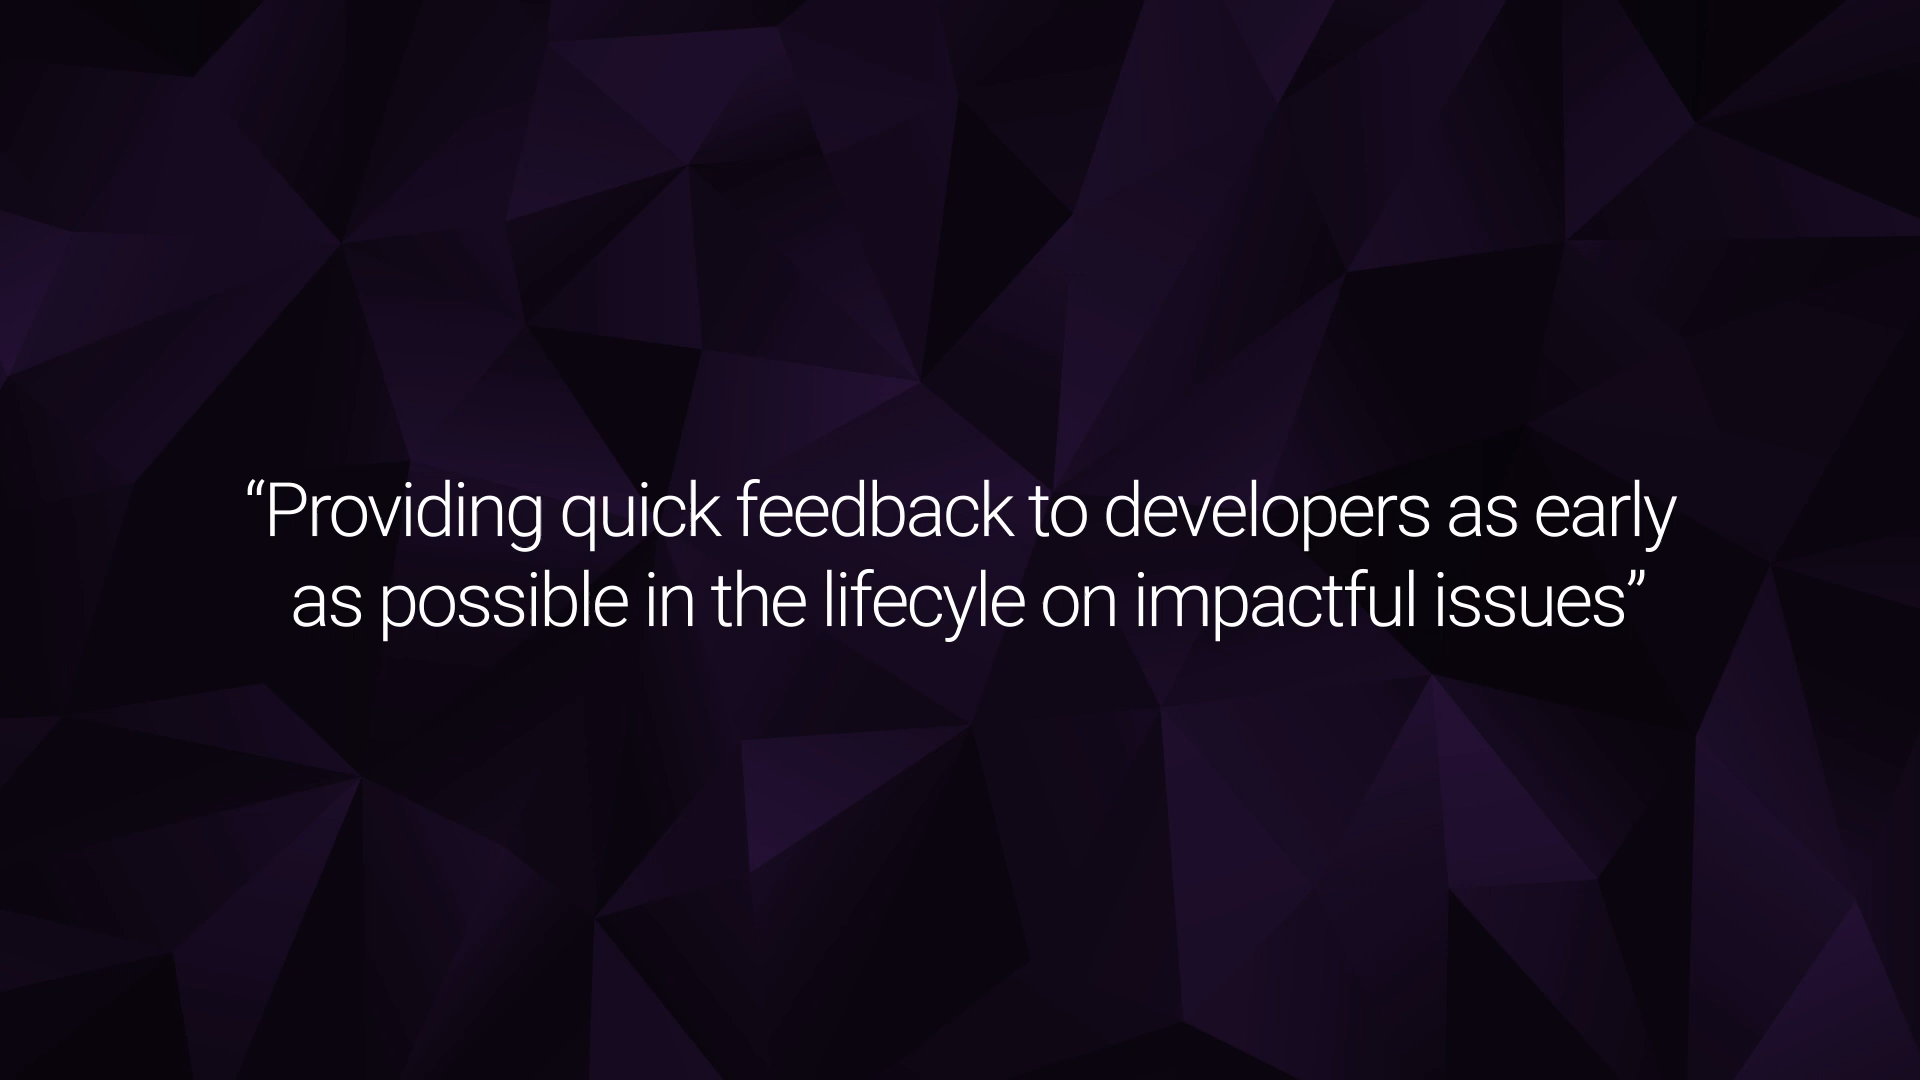 “Providing quick feedback to developers as early
as possible in the lifecyle on impactful issues”